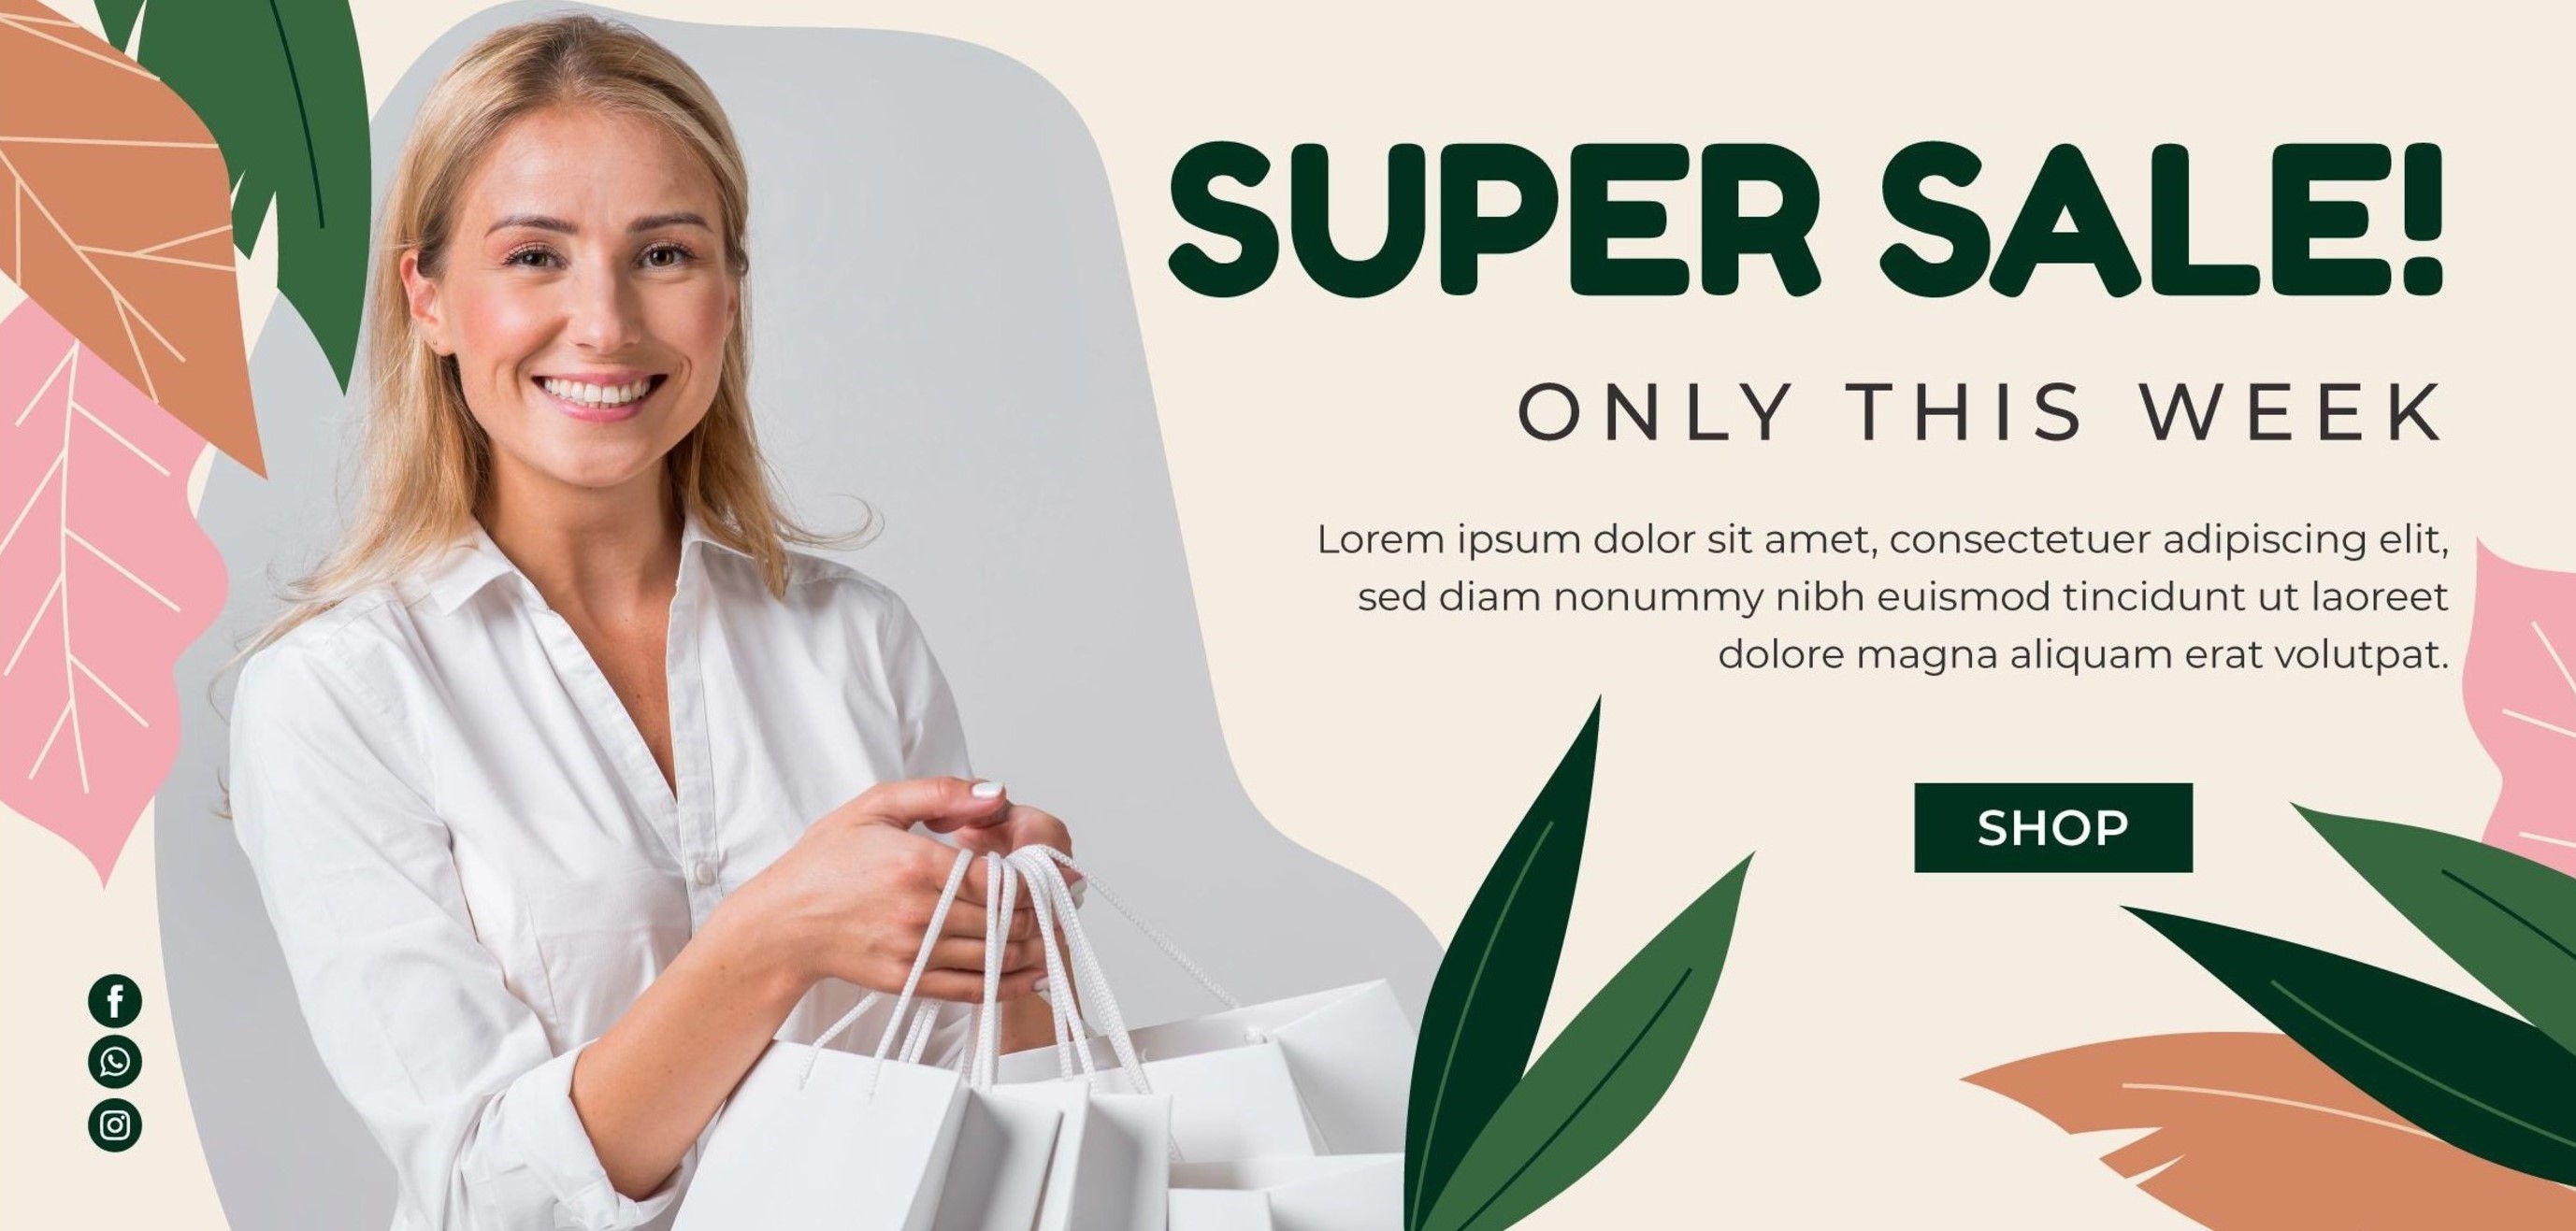 SUPER SALE!
ONLY THIS WEEK
Lorem ipsum dolor sit amet, consectetuer adipiscing elit,
sed diam nonummy nibh euismod tincidunt ut laoreet
dolore magna aliquam erat volutpat.
SHOP